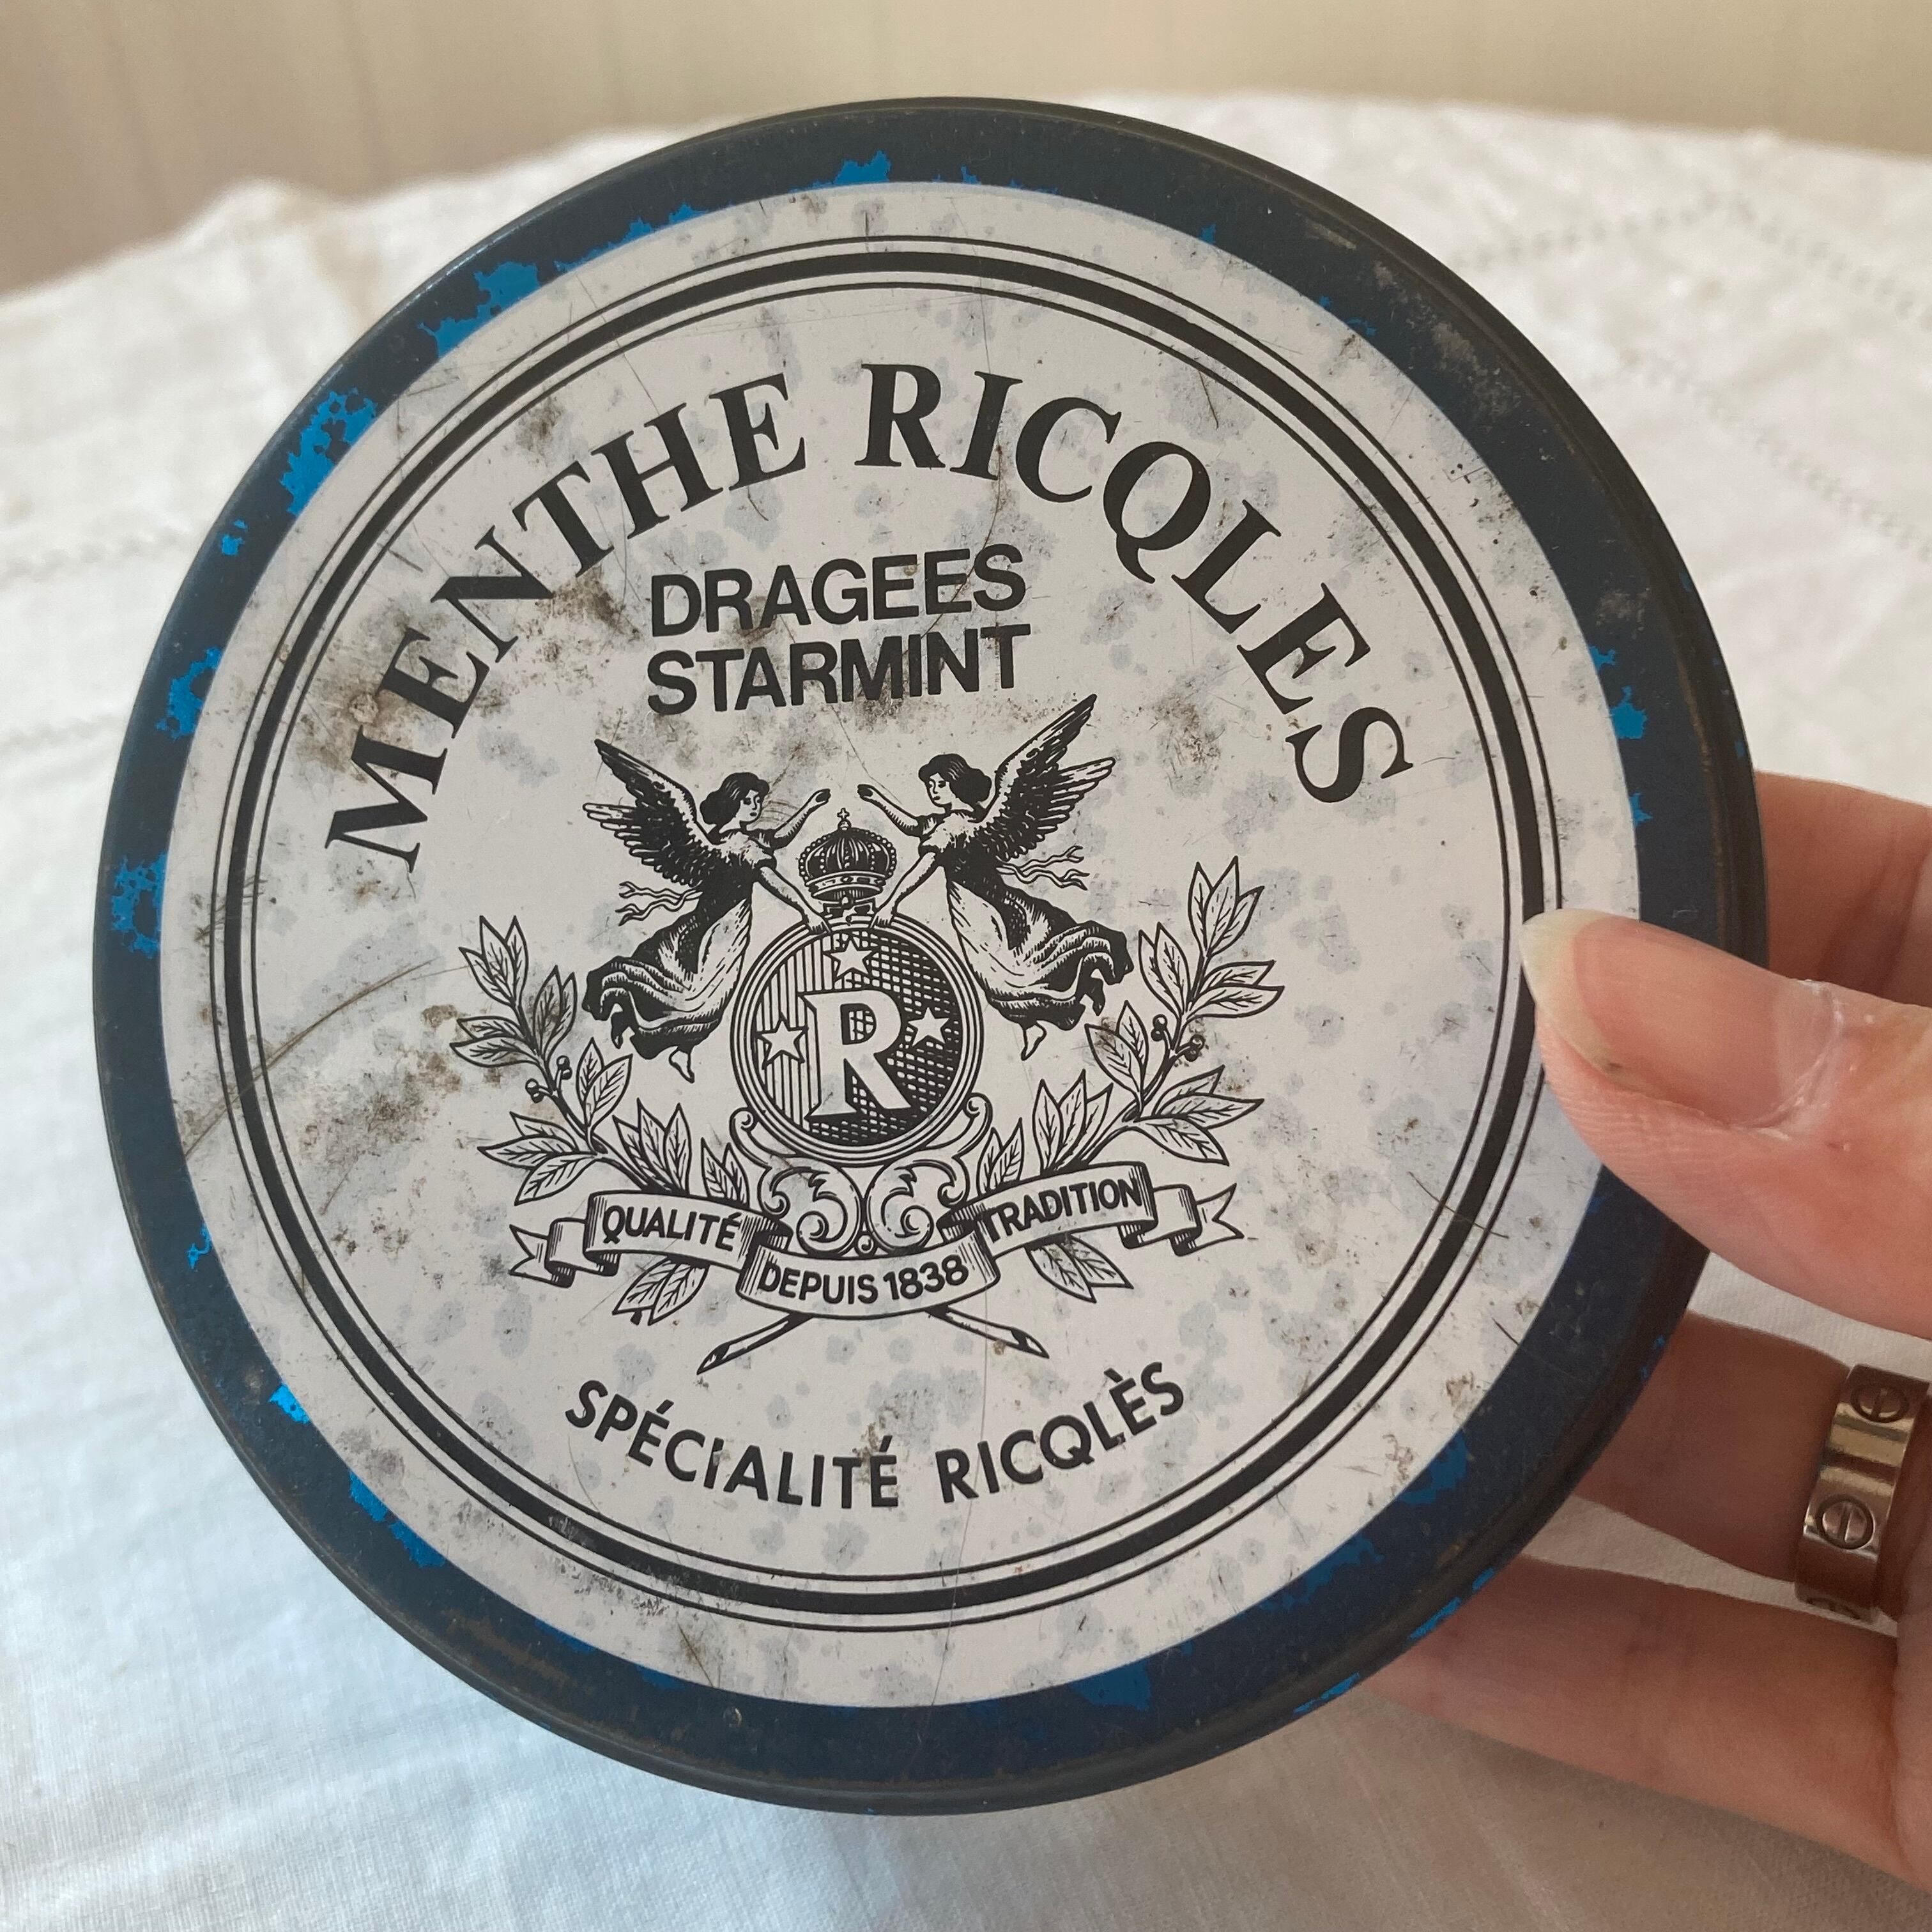 MENTHE RICQLES
DRAGEES
STARMINT
R
QUALITÉ
DEPUIS 1838
TRADITION
SPÉCIALITÉ RICQLÈS